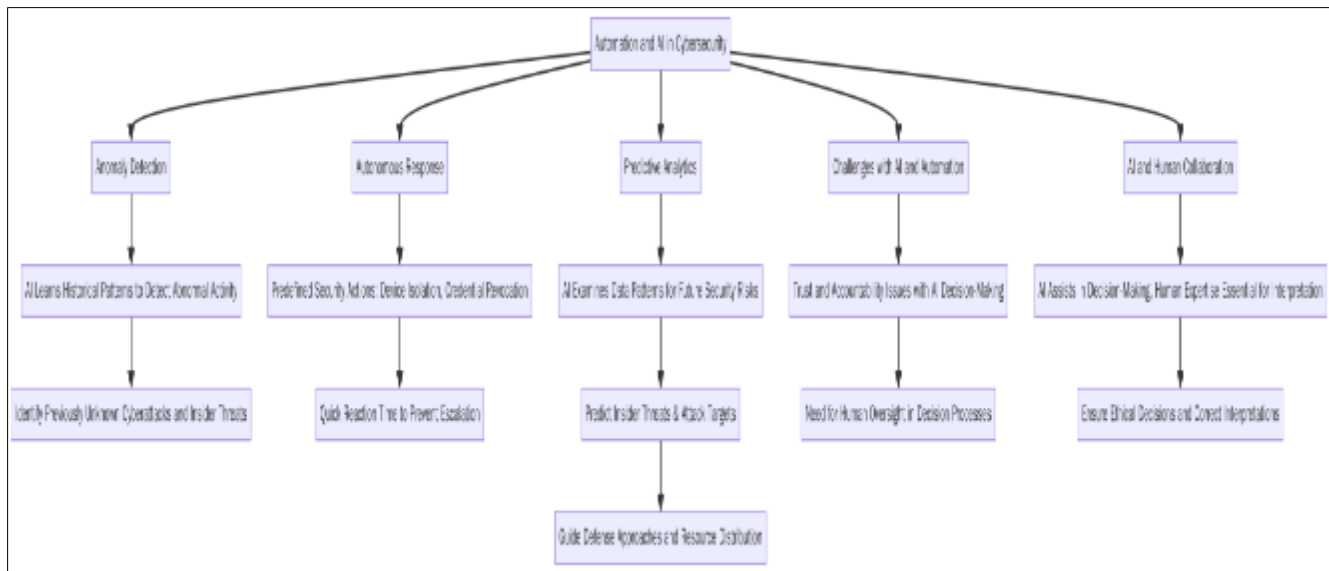 Automation and AI in Cybersecurity
Anomaly Detection
Autonomous Response
Predictive Analytics
Challenges with AI and Automation
AI and Human Collaboration
AI Learns Historical Patterns to Detect Abnormal Activity
Predefined Security Actions: Device Isolation, Credential Revocation
AI Examines Data Patterns for Future Security Risks
Trust and Accountability Issues with AI Decision-Making
AI Assists in Decision-Making, Human Expertise Essential for Interpretation
Identify Previously Unknown Cyberattacks and Insider Threats
Quick Reaction Time to Prevent Escalation
Predict Insider Threats & Attack Targets
Need for Human Oversight in Decision Processes
Ensure Ethical Decisions and Correct Interpretations
Guide Defense Approaches and Resource Distribution